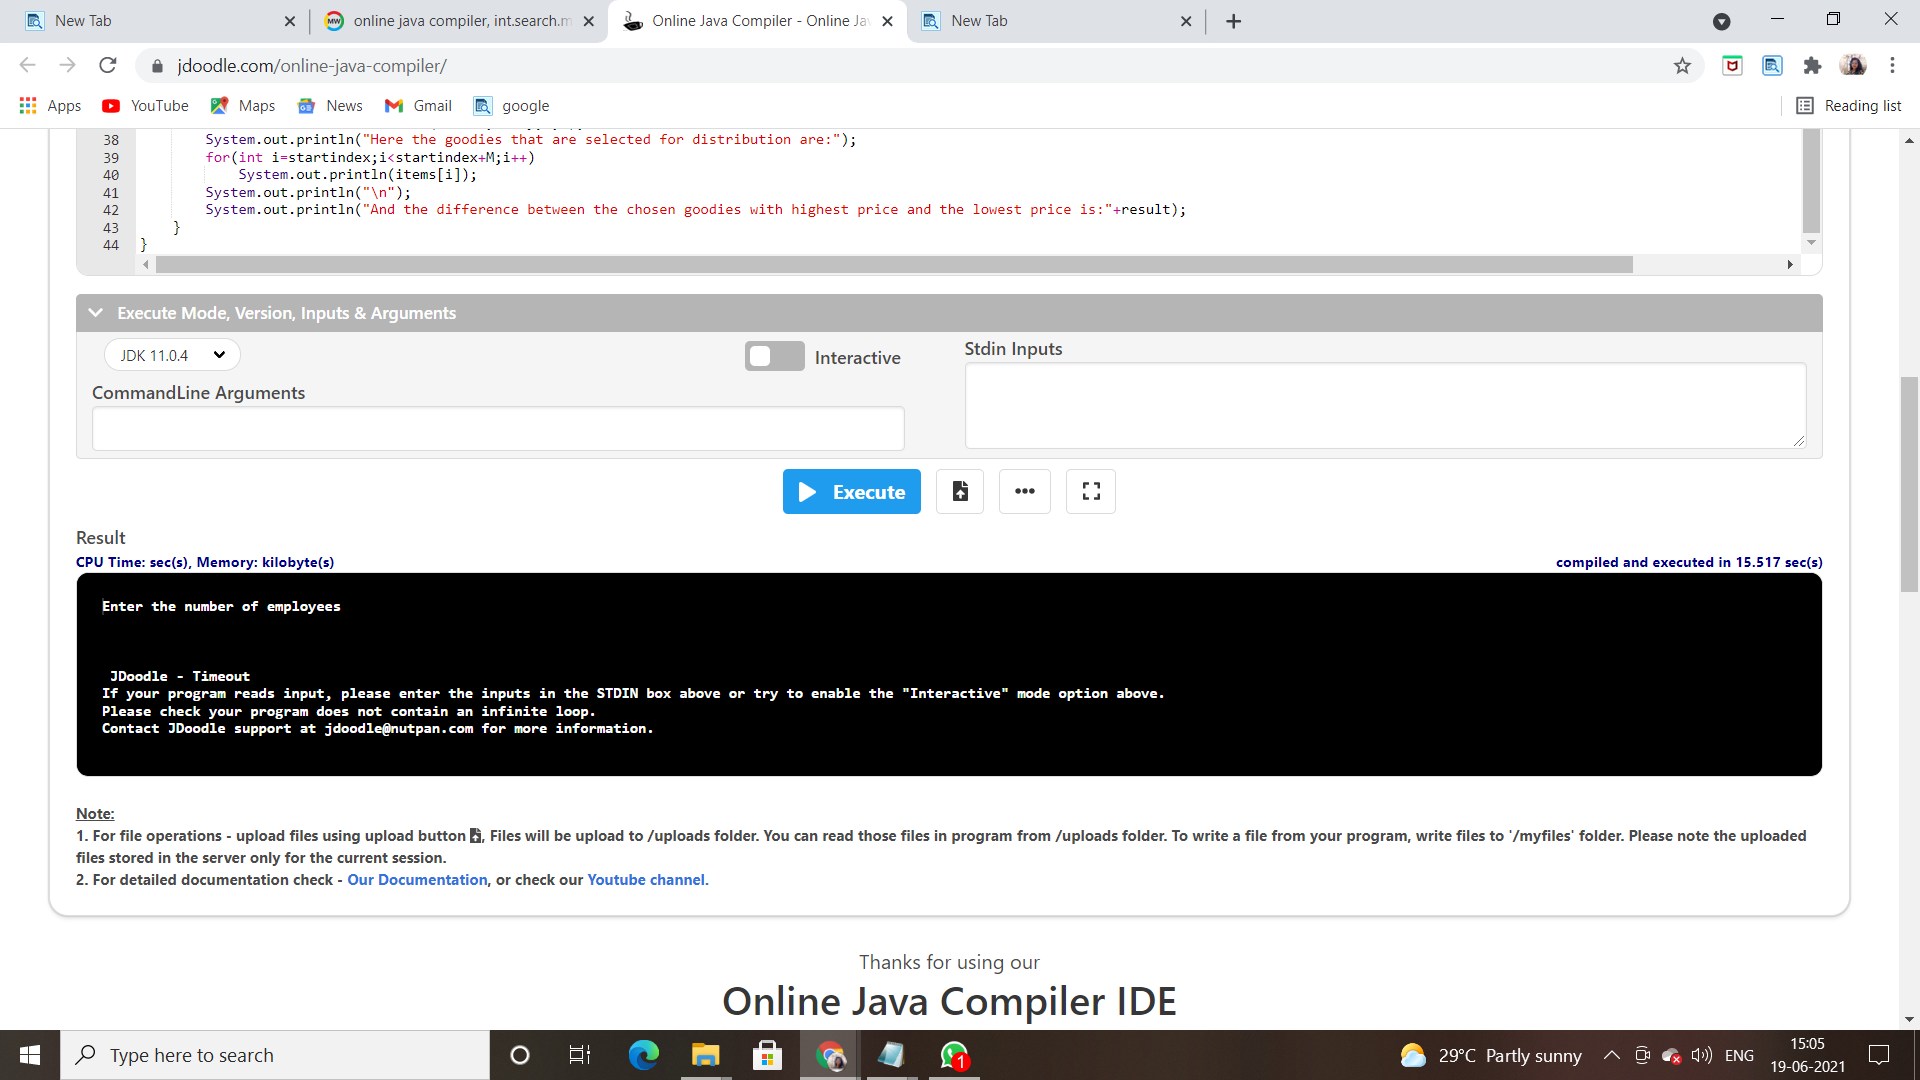 New Tab
online java compiler, int.search.m
Online Java Compiler - Online Ja
New Tab
jdoodle.com/online-java-compiler/
Apps YouTube Maps News Gmail google Reading list
38 System.out.println("Here the goodies that are selected for distribution are:");
39 for(int i=startindex;i<startindex+M;i++)
40 System.out.println(items[i]);
41 System.out.println("\n");
42 System.out.println("And the difference between the chosen goodies with highest price and the lowest price is:"+result);
43 }
44 }
Execute Mode, Version, Inputs & Arguments
JDK 11.0.4
Interactive
Stdin Inputs
CommandLine Arguments
Execute
Result
CPU Time: sec(s), Memory: kilobyte(s)
compiled and executed in 15.517 sec(s)
Enter the number of employees
JDoodle - Timeout
If your program reads input, please enter the inputs in the STDIN box above or try to enable the "Interactive" mode option above.
Please check your program does not contain an infinite loop.
Contact JDoodle support at jdoodle@nutpan.com for more information.
Note:
1. For file operations - upload files using upload button , Files will be upload to /uploads folder. You can read those files in program from /uploads folder. To write a file from your program, write files to '/myfiles' folder. Please note the uploaded
files stored in the server only for the current session.
2. For detailed documentation check - Our Documentation, or check our Youtube channel.
Thanks for using our
Online Java Compiler IDE
Type here to search
1
29°C Partly sunny
ENG
15:05
19-06-2021